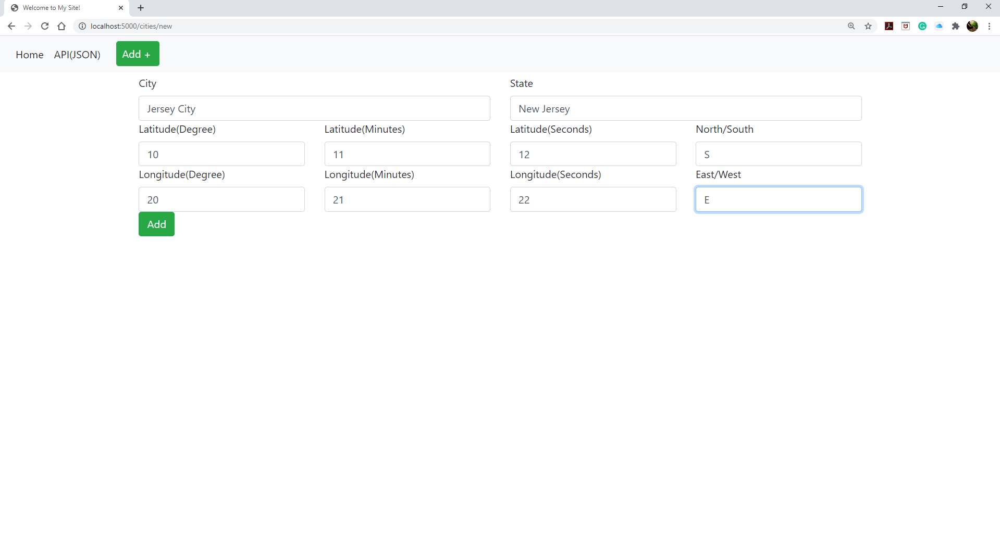 Welcome to My Site!
localhost:5000/cities/new
Home API(JSON) Add +
City State
Jersey City New Jersey
Latitude(Degree) Latitude(Minutes) Latitude(Seconds) North/South
10 11 12 S
Longitude(Degree) Longitude(Minutes) Longitude(Seconds) East/West
20 21 22 E
Add